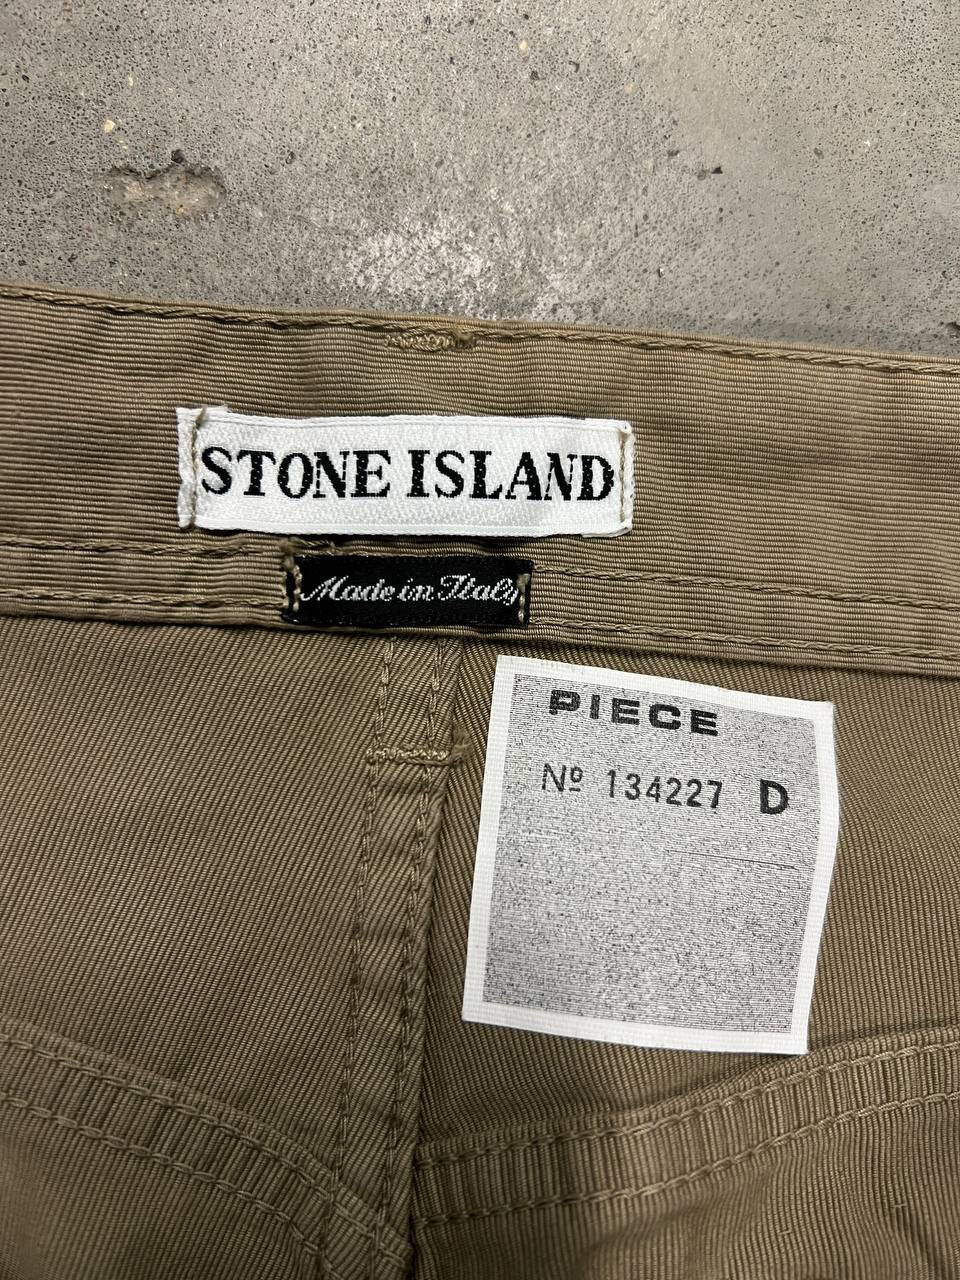 STONE ISLAND
Made in Italy
PIECE
Nº 134227 D